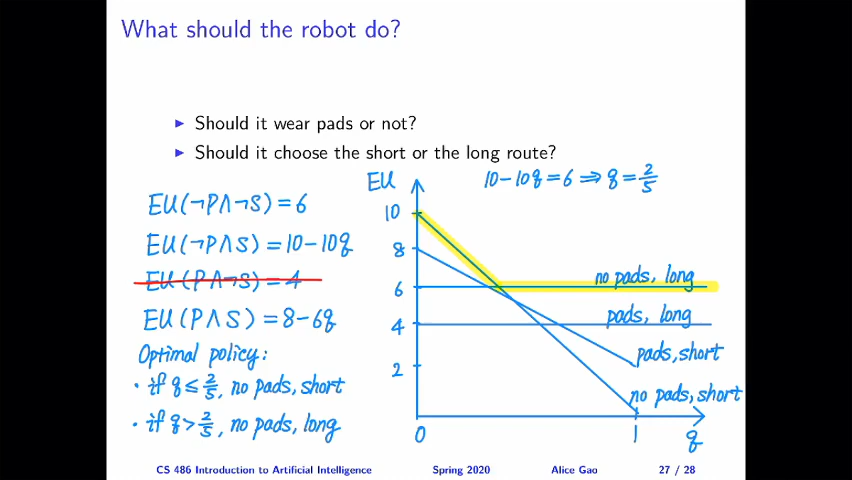 What should the robot do?
Should it wear pads or not?
Should it choose the short or the long route?
EU(¬P∧¬S)=6
EU(¬P∧S)=10-10q
EU(P∧¬S)=4
EU(P∧S)=8-6q
Optimal policy:
• if q ≤ 2/5, no pads, short
• if q > 2/5, no pads, long
10-10q=6 ⇒ q=2/5
EU
10
8
6
4
2
0
1
q
no pads, long
pads, long
pads, short
no pads, short
CS 486 Introduction to Artificial Intelligence Spring 2020 Alice Gao 27 / 28